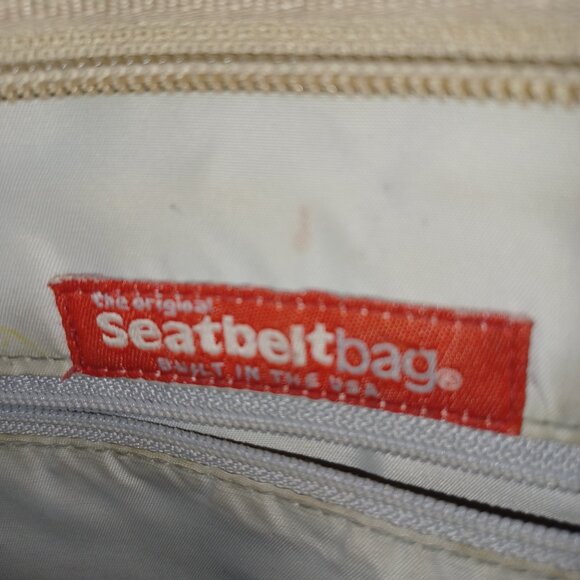 the original
Seatbeltbag®
BUILT IN THE USA